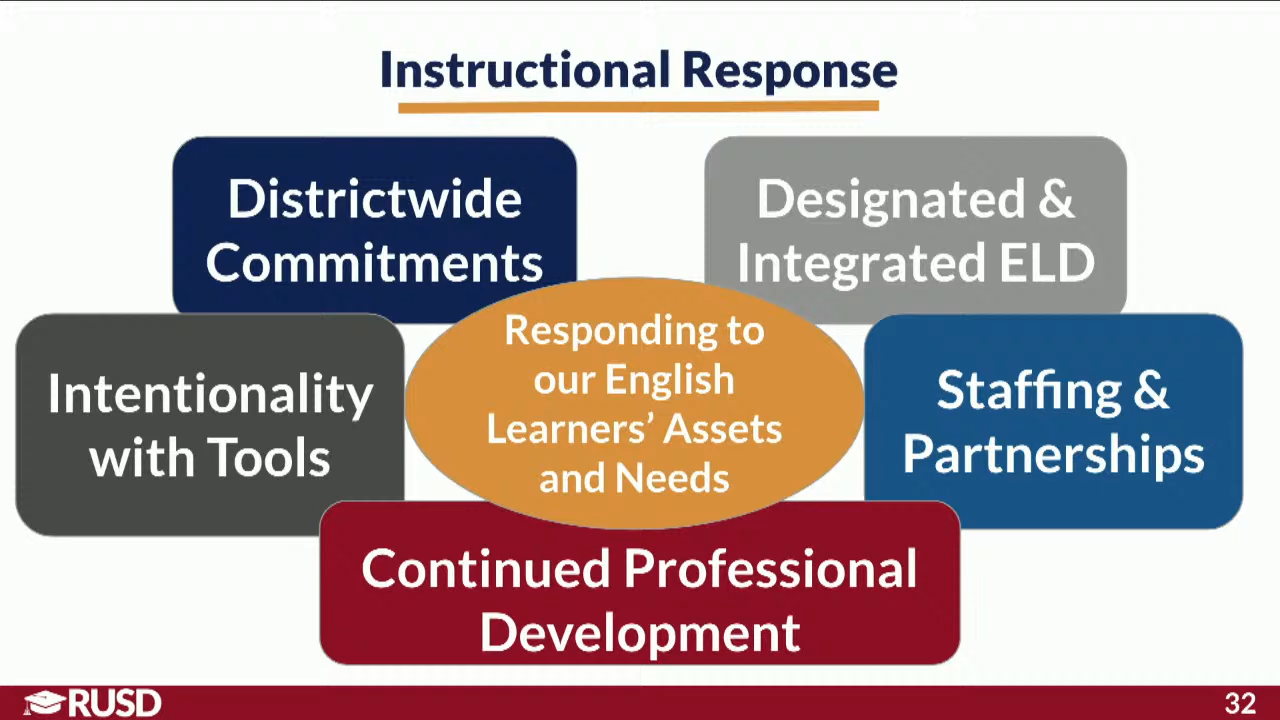 Instructional Response
Districtwide
Commitments
Designated &
Integrated ELD
Intentionality
with Tools
Responding to
our English
Learners’ Assets
and Needs
Staffing &
Partnerships
Continued Professional
Development
RUSD
32